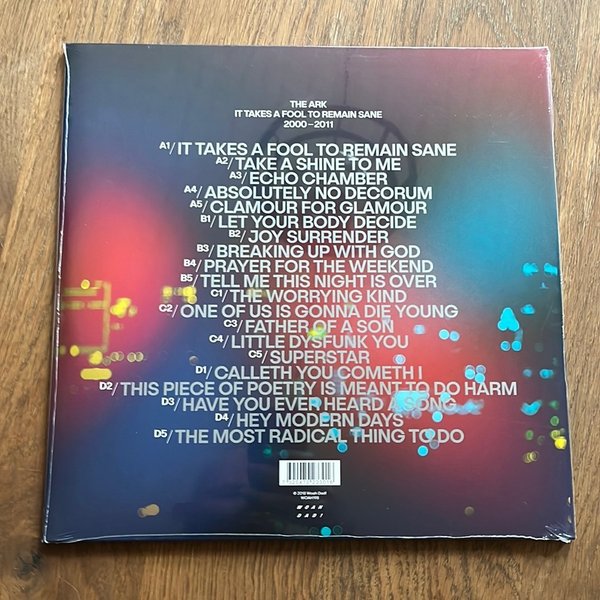 THE ARK
IT TAKES A FOOL TO REMAIN SANE
2000–2011
A1/ IT TAKES A FOOL TO REMAIN SANE
A2/ TAKE A SHINE TO ME
A3/ ECHO CHAMBER
A4/ ABSOLUTELY NO DECORUM
A5/ CLAMOUR FOR GLAMOUR
B1/ LET YOUR BODY DECIDE
B2/ JOY SURRENDER
B3/ BREAKING UP WITH GOD
B4/ PRAYER FOR THE WEEKEND
B5/ TELL ME THIS NIGHT IS OVER
C1/ THE WORRYING KIND
C2/ ONE OF US IS GONNA DIE YOUNG
C3/ FATHER OF A SON
C4/ LITTLE DYSFUNK YOU
C5/ SUPERSTAR
D1/ CALLETH YOU COMETH I
D2/ THIS PIECE OF POETRY IS MEANT TO DO HARM
D3/ HAVE YOU EVER HEARD A SONG
D4/ HEY MODERN DAYS
D5/ THE MOST RADICAL THING TO DO
Woah Dad!
WOAH
DAD!